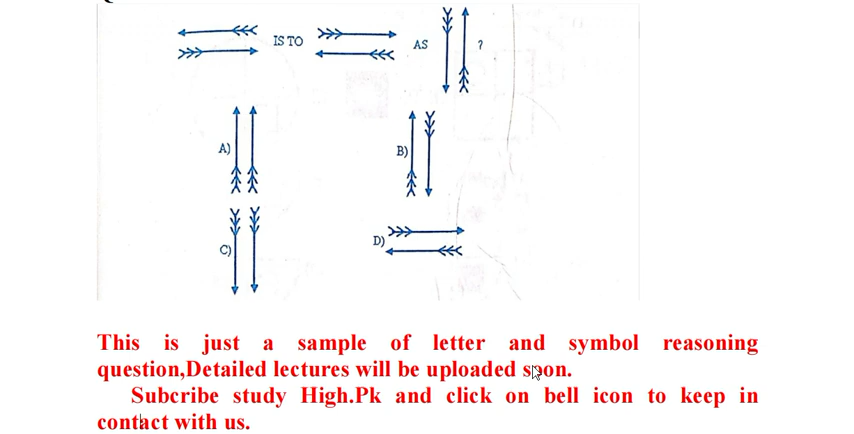 IS TO AS ?
A) B)
C) D)
This is just a sample of letter and symbol reasoning
question,Detailed lectures will be uploaded soon.
Subcribe study High.Pk and click on bell icon to keep in
contact with us.